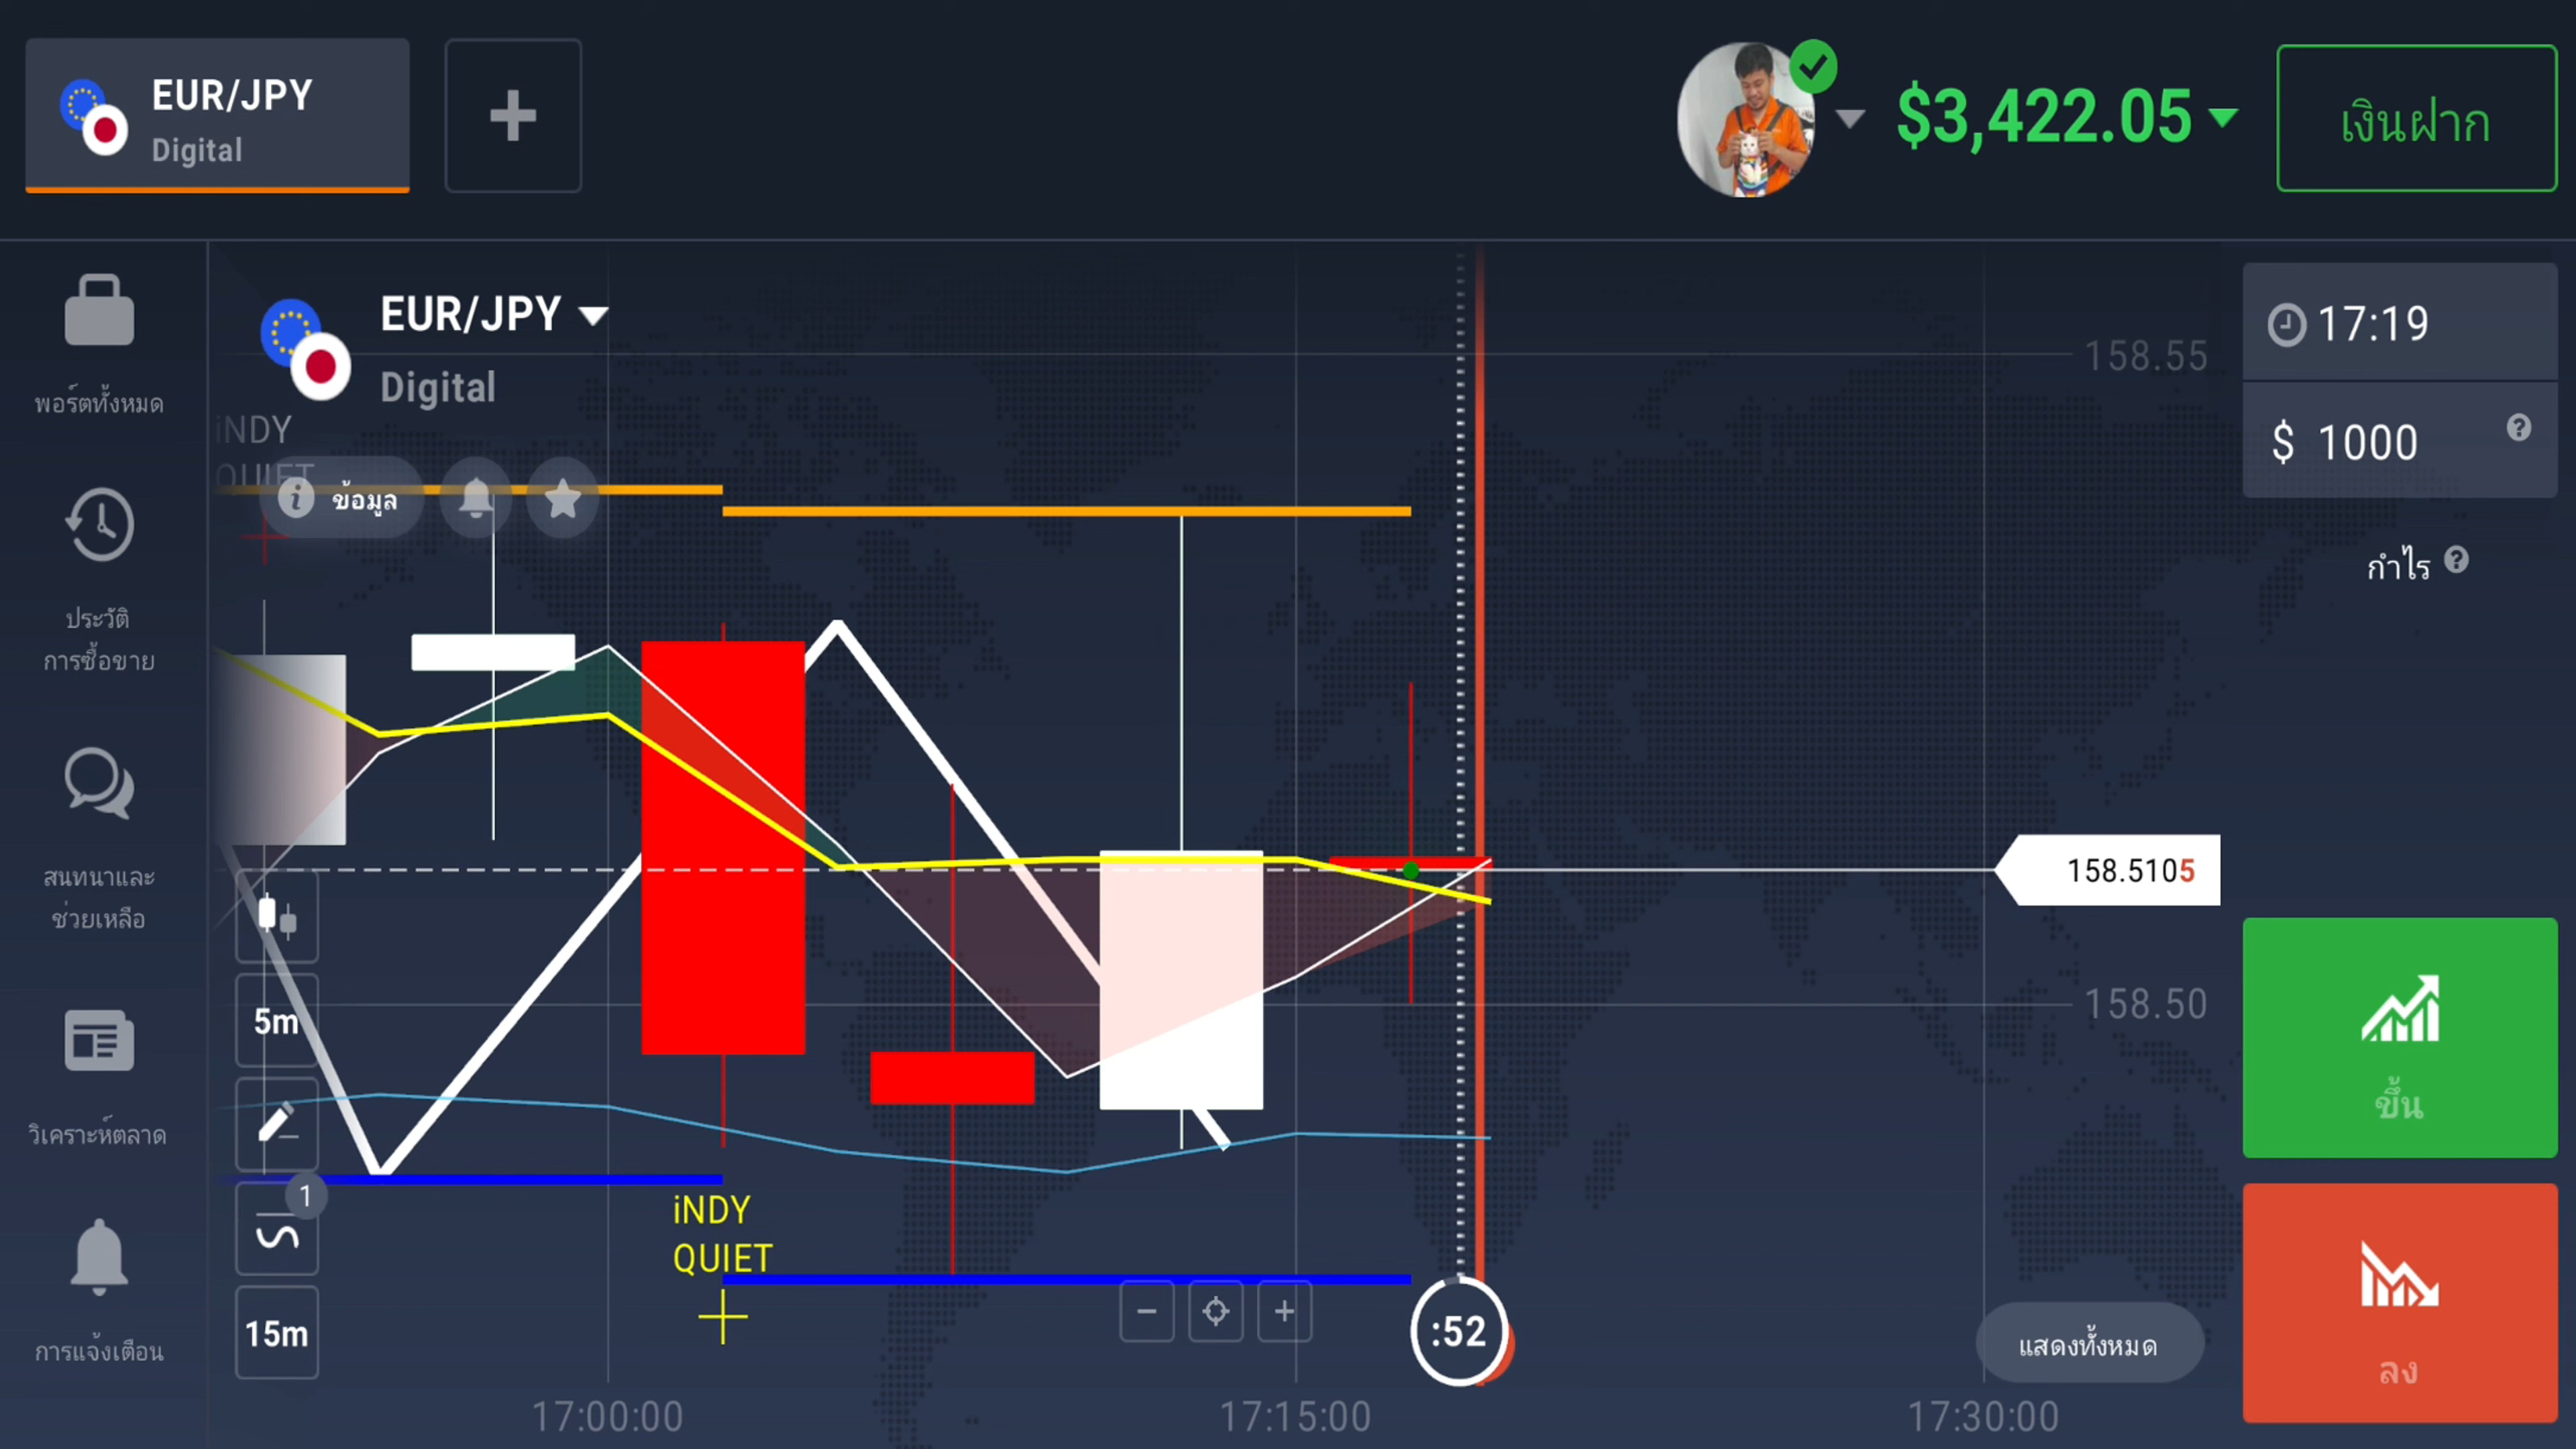 EUR/JPY
Digital
$3,422.05
เงินฝาก
พอร์ตทั้งหมด
ประวัติ
การซื้อขาย
สนทนาและ
ช่วยเหลือ
วิเคราะห์ตลาด
การแจ้งเตือน
EUR/JPY
Digital
iNDY
QUIET
ข้อมูล
5m
1
15m
iNDY
QUIET
:52
17:00:00
17:15:00
17:30:00
158.55
158.5105
158.50
แสดงทั้งหมด
17:19
$ 1000
กำไร
ขึ้น
ลง